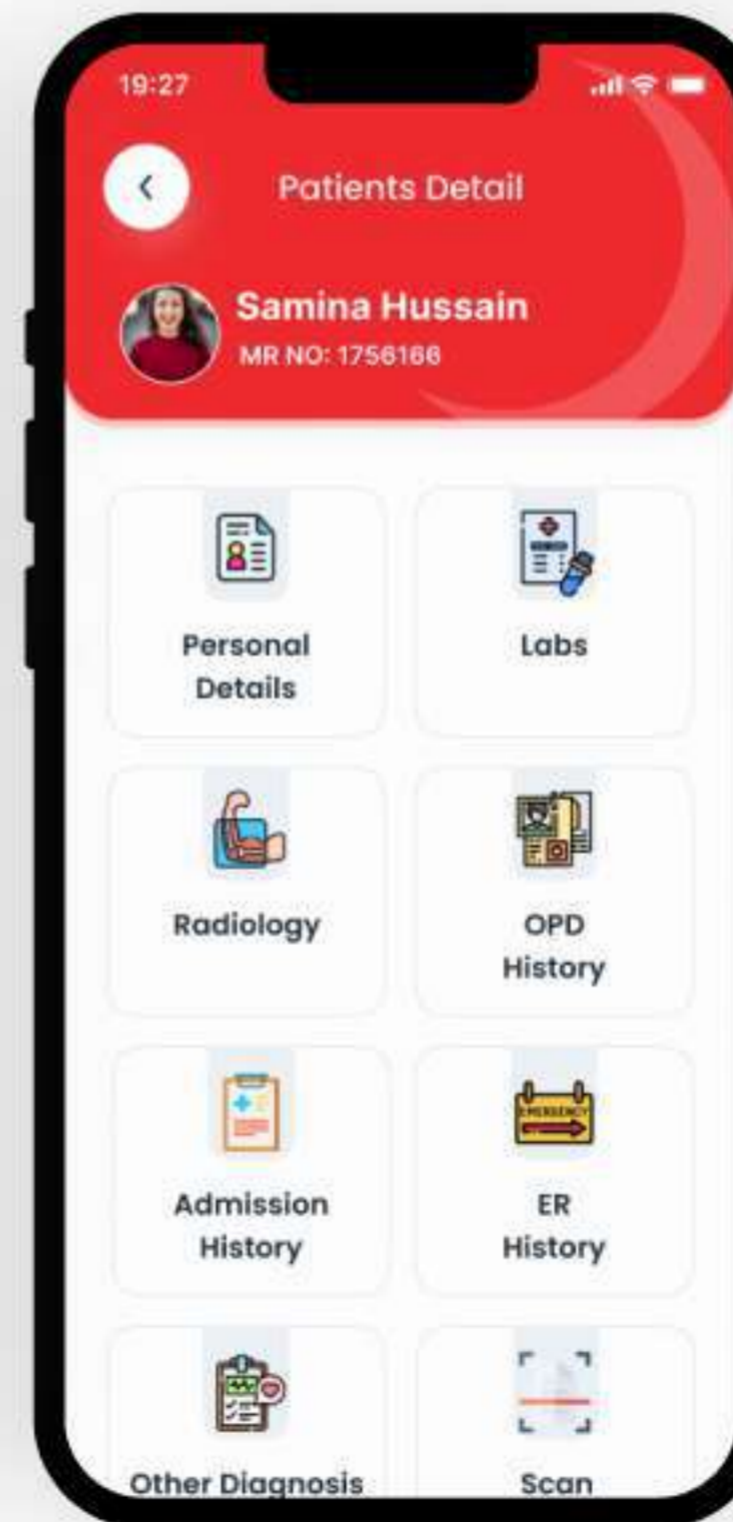 19:27
Patients Detail
Samina Hussain
MR NO: 1756166
Personal
Details
Labs
Radiology
OPD
History
Admission
History
EMERGENCY
ER
History
Other Diagnosis
Scan